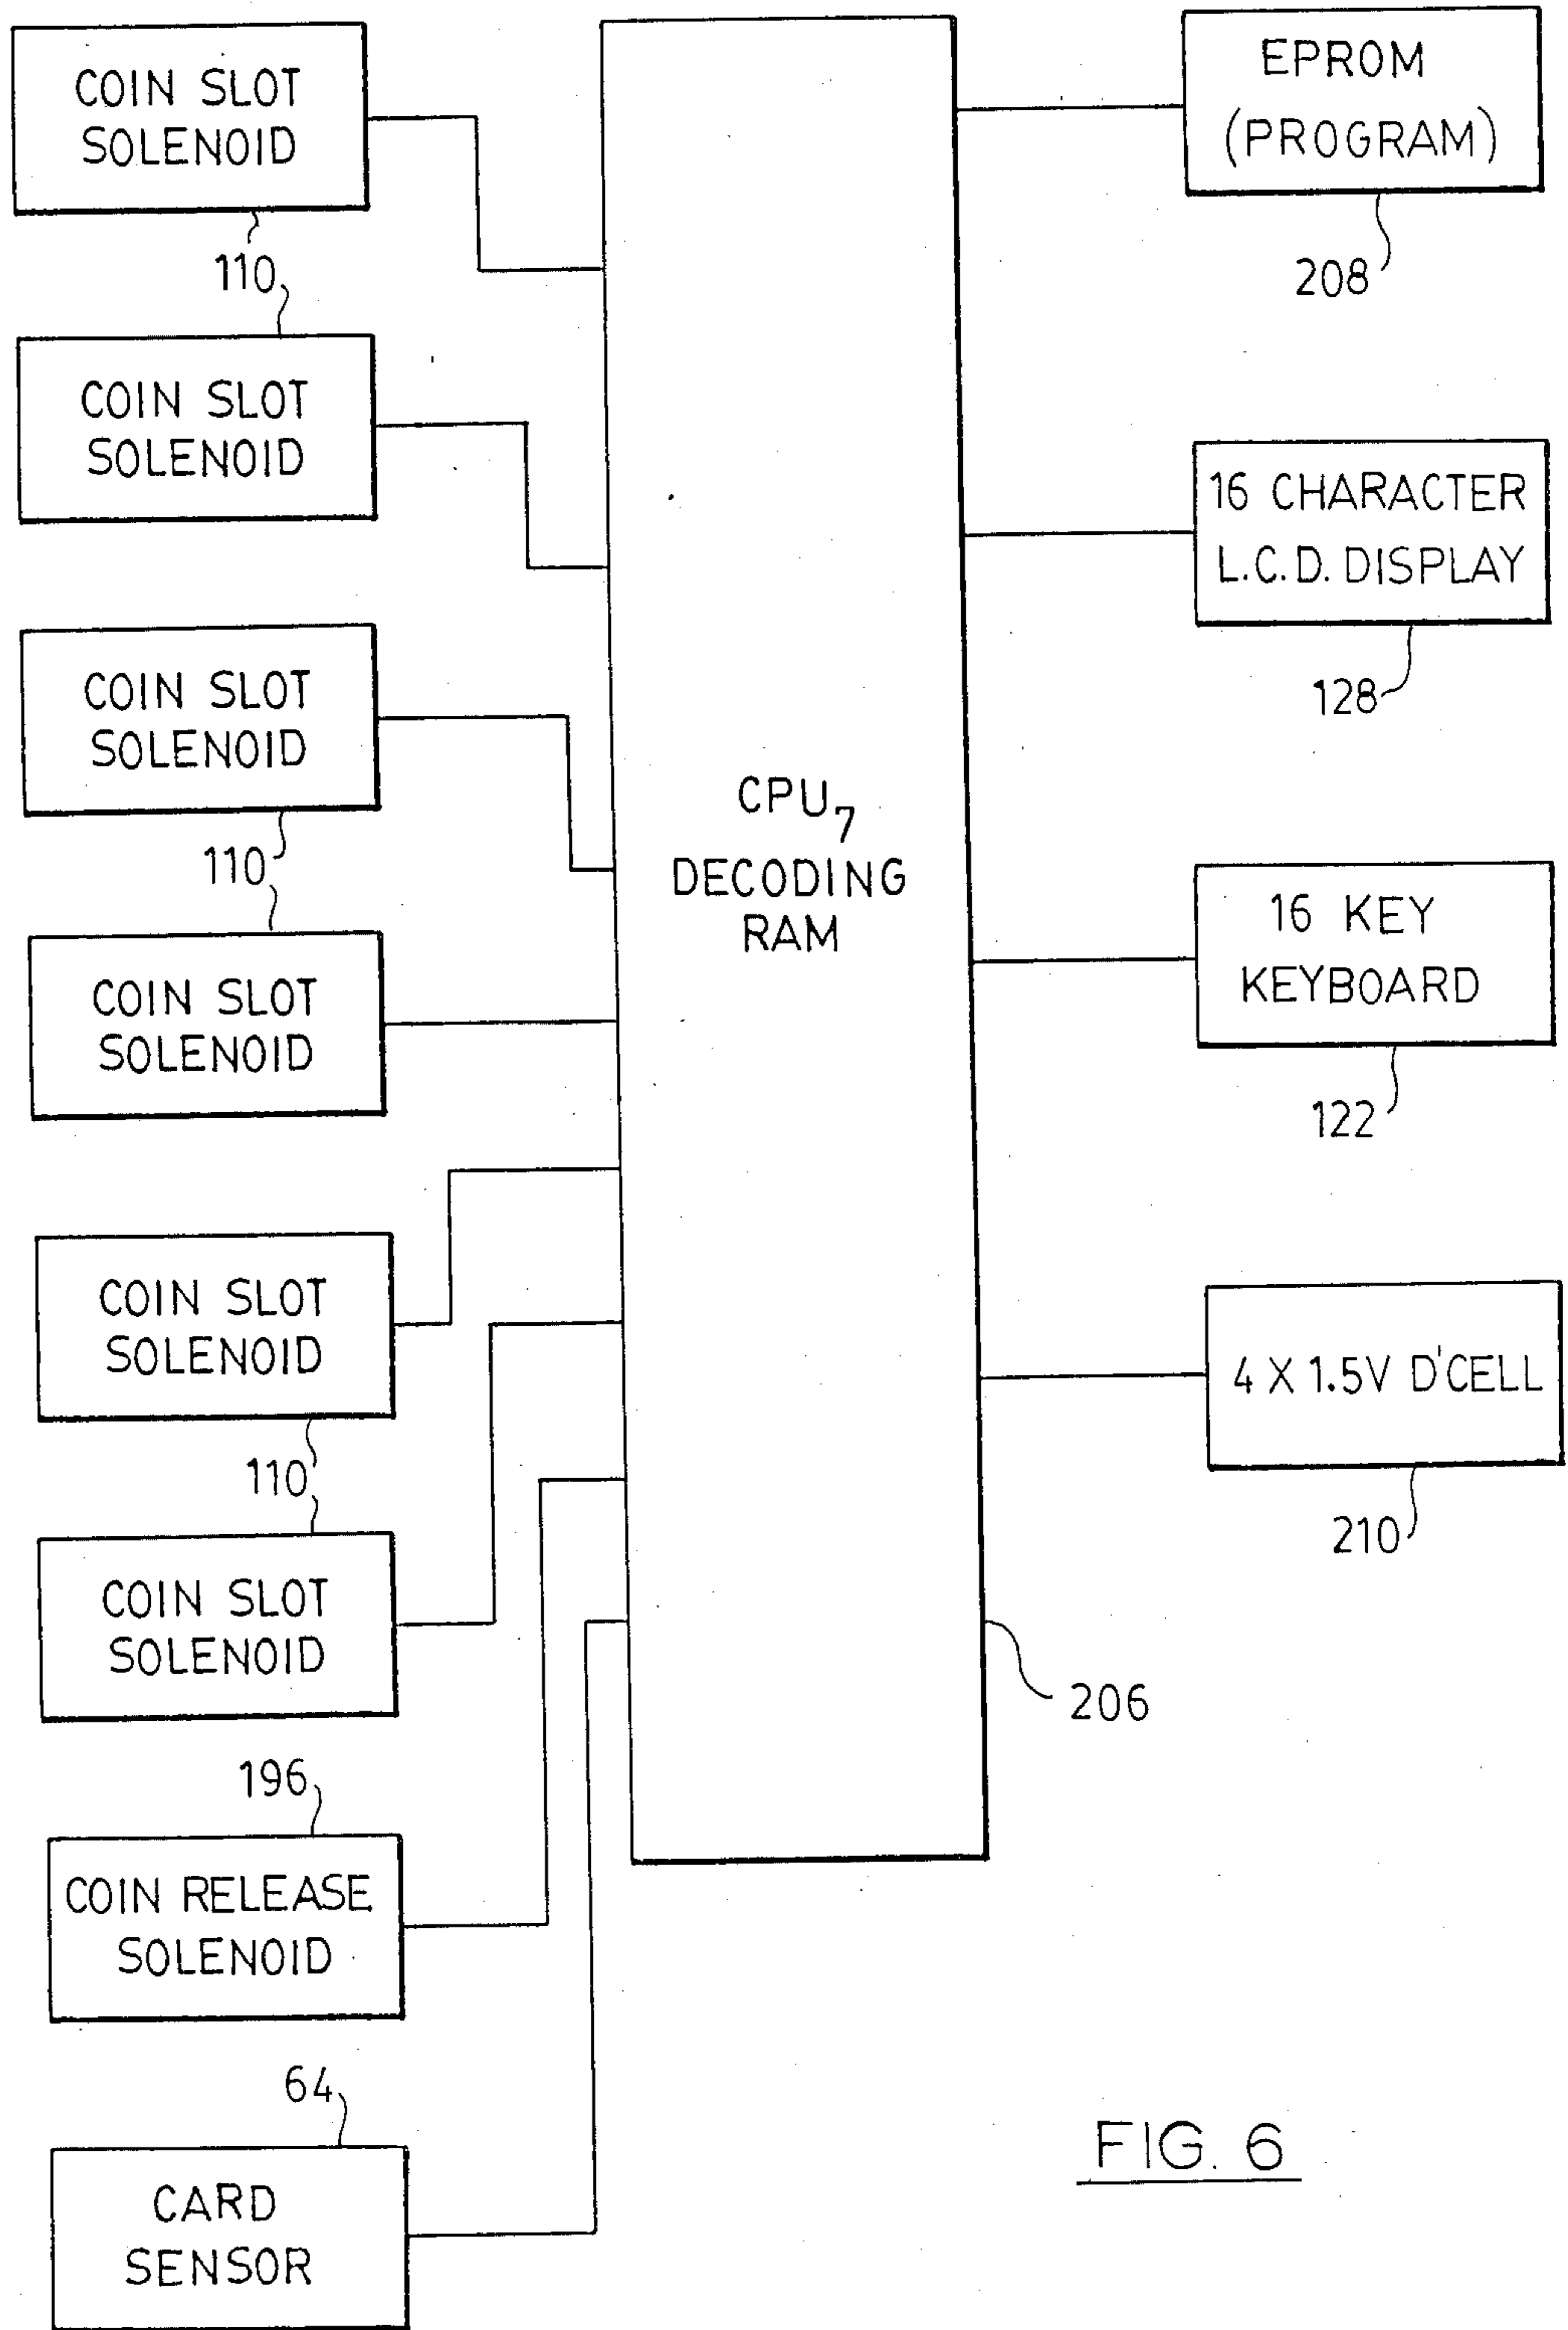 COIN SLOT
SOLENOID
110
COIN SLOT
SOLENOID
COIN SLOT
SOLENOID
110
COIN SLOT
SOLENOID
COIN SLOT
SOLENOID
110
COIN SLOT
SOLENOID
196
COIN RELEASE
SOLENOID
64
CARD
SENSOR
CPU7
DECODING
RAM
206
EPROM
(PROGRAM)
208
16 CHARACTER
L.C.D. DISPLAY
128
16 KEY
KEYBOARD
122
4 X 1.5V D'CELL
210
FIG. 6